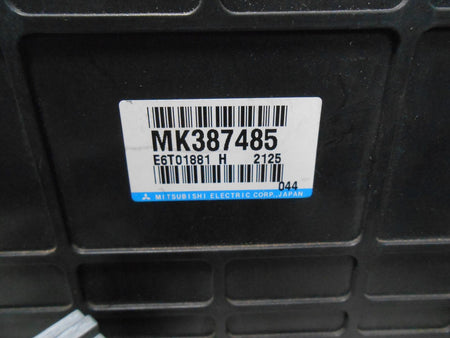 MK387485
E6T01881 H 2125
044
MITSUBISHI ELECTRIC CORP., JAPAN